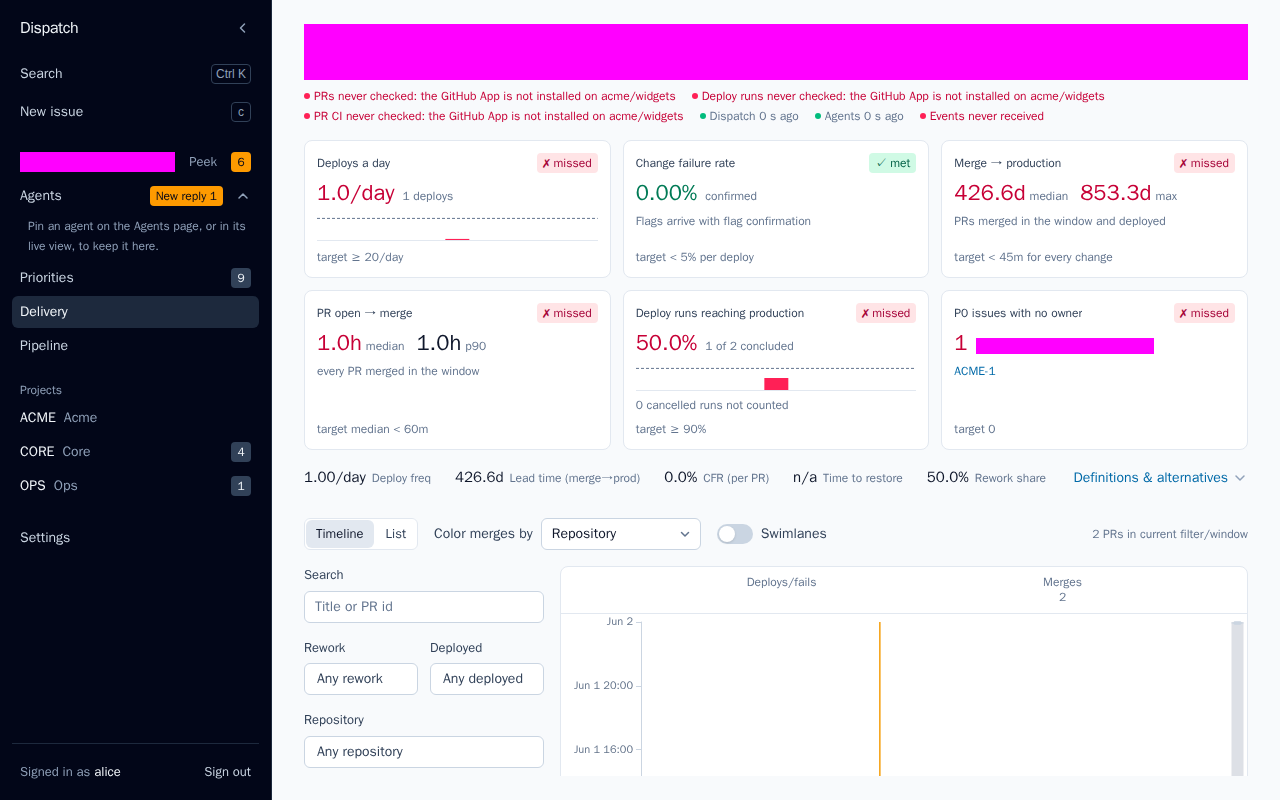 Dispatch
Search Ctrl K
New issue c
Peek 6
Agents New reply 1
Pin an agent on the Agents page, or in its
live view, to keep it here.
Priorities 9
Delivery
Pipeline
Projects
ACME Acme
CORE Core 4
OPS Ops 1
Settings
Signed in as alice Sign out
PRs never checked: the GitHub App is not installed on acme/widgets Deploy runs never checked: the GitHub App is not installed on acme/widgets
PR CI never checked: the GitHub App is not installed on acme/widgets Dispatch 0 s ago Agents 0 s ago Events never received
Deploys a day ✗ missed
1.0/day 1 deploys
target ≥ 20/day
Change failure rate ✓ met
0.00% confirmed
Flags arrive with flag confirmation
target < 5% per deploy
Merge → production ✗ missed
426.6d median 853.3d max
PRs merged in the window and deployed
target < 45m for every change
PR open → merge ✗ missed
1.0h median 1.0h p90
every PR merged in the window
target median < 60m
Deploy runs reaching production ✗ missed
50.0% 1 of 2 concluded
0 cancelled runs not counted
target ≥ 90%
PO issues with no owner ✗ missed
1
ACME-1
target 0
1.00/day Deploy freq 426.6d Lead time (merge→prod) 0.0% CFR (per PR) n/a Time to restore 50.0% Rework share Definitions & alternatives
Timeline List Color merges by Repository Swimlanes 2 PRs in current filter/window
Search
Title or PR id
Rework Deployed
Any rework Any deployed
Repository
Any repository
Deploys/fails Merges
2
Jun 2
Jun 1 20:00
Jun 1 16:00